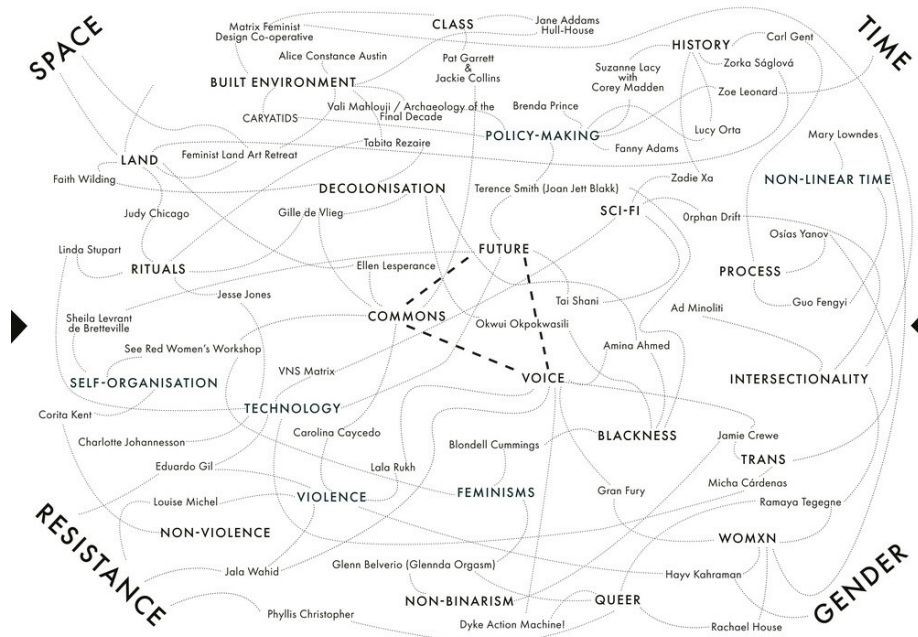 SPACE
CLASS
TIME
Matrix Feminist
Design Co-operative
Jane Addams
Hull-House
Alice Constance Austin
Pat Garrett
&
Jackie Collins
HISTORY
Carl Gent
Suzanne Lacy
with
Corey Madden
Zorka Ságlová
BUILT ENVIRONMENT
Zoe Leonard
Vali Mahlouji / Archaeology of the
Final Decade
Brenda Prince
CARYATIDS
POLICY-MAKING
Lucy Orta
Mary Lowndes
Tabita Rezaire
Fanny Adams
LAND
Feminist Land Art Retreat
Faith Wilding
Zadie Xa
NON-LINEAR TIME
DECOLONISATION
Terence Smith (Joan Jett Blakk)
Judy Chicago
Gille de Vlieg
SCI-FI
0rphan Drift
Osías Yanov
Linda Stupart
FUTURE
RITUALS
Ellen Lesperance
PROCESS
Jesse Jones
Tai Shani
Guo Fengyi
Ad Minoliti
Sheila Levrant
de Bretteville
COMMONS
Okwui Okpokwasili
See Red Women's Workshop
Amina Ahmed
VNS Matrix
SELF-ORGANISATION
VOICE
INTERSECTIONALITY
TECHNOLOGY
Corita Kent
Carolina Caycedo
Charlotte Johannesson
Blondell Cummings
BLACKNESS
Jamie Crewe
Eduardo Gil
Lala Rukh
TRANS
Micha Cárdenas
Louise Michel
VIOLENCE
FEMINISMS
Gran Fury
Ramaya Tegegne
RESISTANCE
NON-VIOLENCE
WOMXN
Jala Wahid
Glenn Belverio (Glennda Orgasm)
Hayv Kahraman
GENDER
NON-BINARISM
QUEER
Phyllis Christopher
Dyke Action Machine!
Rachael House